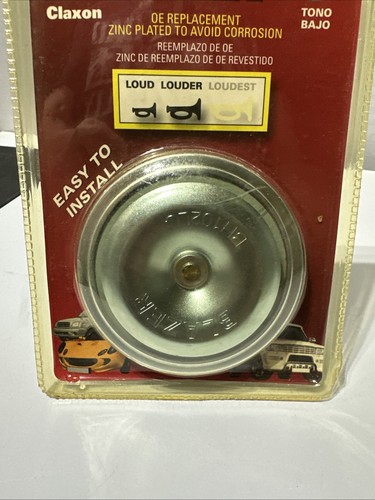 Claxon
OE REPLACEMENT
ZINC PLATED TO AVOID CORROSION
REEMPLAZO DE OE
ZINC DE REEMPLAZO DE OE REVESTIDO
TONO
BAJO
LOUD LOUDER LOUDEST
EASY TO
INSTALL